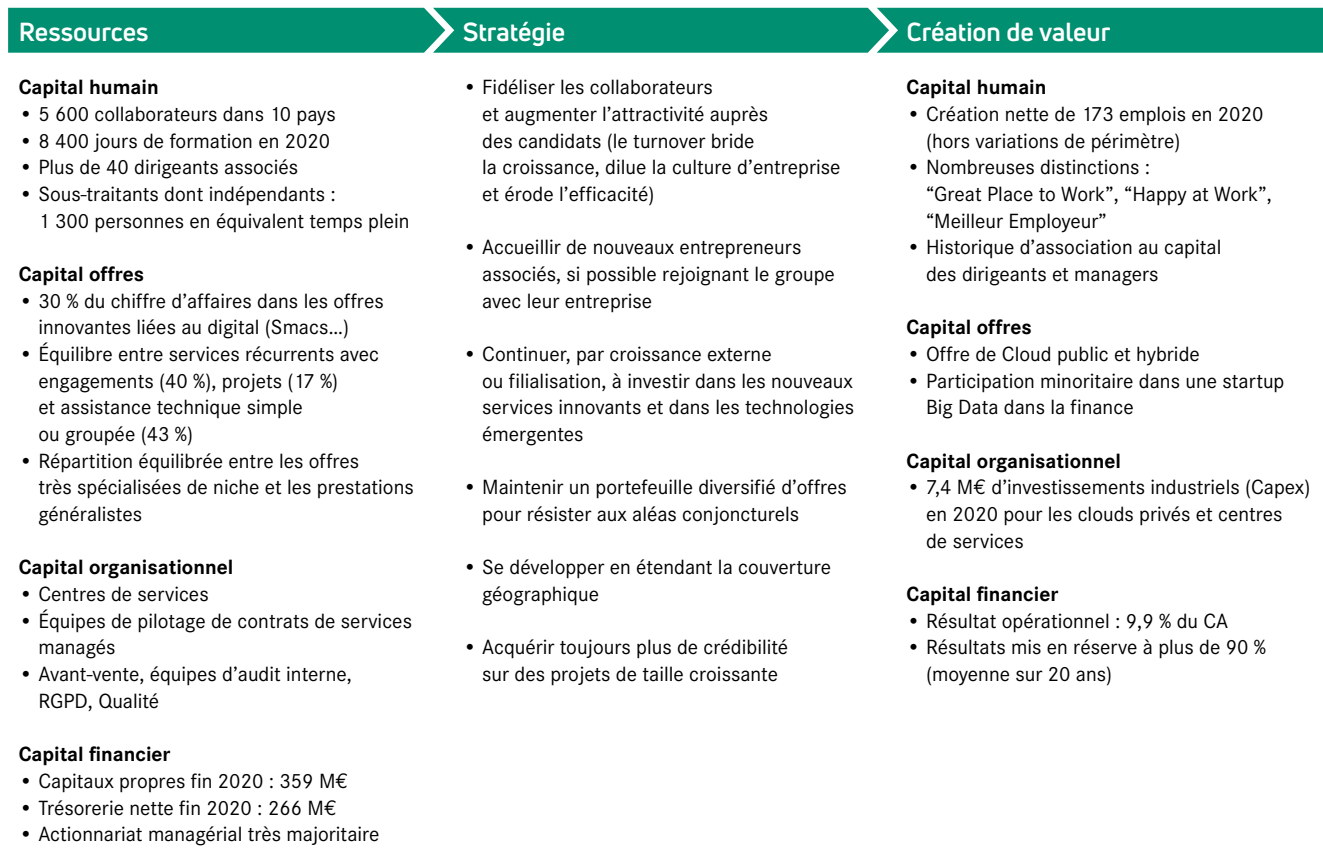 Ressources
Capital humain
• 5 600 collaborateurs dans 10 pays
• 8 400 jours de formation en 2020
• Plus de 40 dirigeants associés
• Sous-traitants dont indépendants :
1 300 personnes en équivalent temps plein
Capital offres
• 30 % du chiffre d’affaires dans les offres
innovantes liées au digital (Smacs…)
• Équilibre entre services récurrents avec
engagements (40 %), projets (17 %)
et assistance technique simple
ou groupée (43 %)
• Répartition équilibrée entre les offres
très spécialisées de niche et les prestations
généralistes
Capital organisationnel
• Centres de services
• Équipes de pilotage de contrats de services
managés
• Avant-vente, équipes d’audit interne,
RGPD, Qualité
Capital financier
• Capitaux propres fin 2020 : 359 M€
• Trésorerie nette fin 2020 : 266 M€
• Actionnariat managérial très majoritaire
Stratégie
• Fidéliser les collaborateurs
et augmenter l’attractivité auprès
des candidats (le turnover bride
la croissance, dilue la culture d’entreprise
et érode l’efficacité)
• Accueillir de nouveaux entrepreneurs
associés, si possible rejoignant le groupe
avec leur entreprise
• Continuer, par croissance externe
ou filialisation, à investir dans les nouveaux
services innovants et dans les technologies
émergentes
• Maintenir un portefeuille diversifié d’offres
pour résister aux aléas conjoncturels
• Se développer en étendant la couverture
géographique
• Acquérir toujours plus de crédibilité
sur des projets de taille croissante
Création de valeur
Capital humain
• Création nette de 173 emplois en 2020
(hors variations de périmètre)
• Nombreuses distinctions :
“Great Place to Work”, “Happy at Work”,
“Meilleur Employeur”
• Historique d’association au capital
des dirigeants et managers
Capital offres
• Offre de Cloud public et hybride
• Participation minoritaire dans une startup
Big Data dans la finance
Capital organisationnel
• 7,4 M€ d’investissements industriels (Capex)
en 2020 pour les clouds privés et centres
de services
Capital financier
• Résultat opérationnel : 9,9 % du CA
• Résultats mis en réserve à plus de 90 %
(moyenne sur 20 ans)